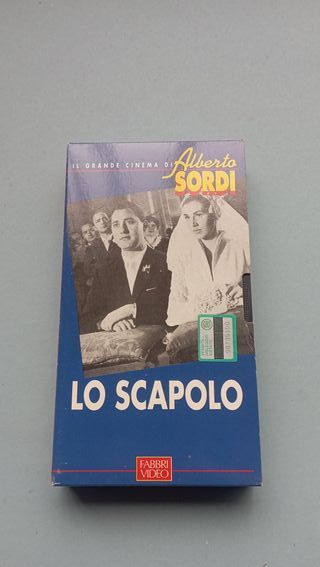 IL GRANDE CINEMA DI
Alberto
SORDI
LO SCAPOLO
FABBRI
VIDEO